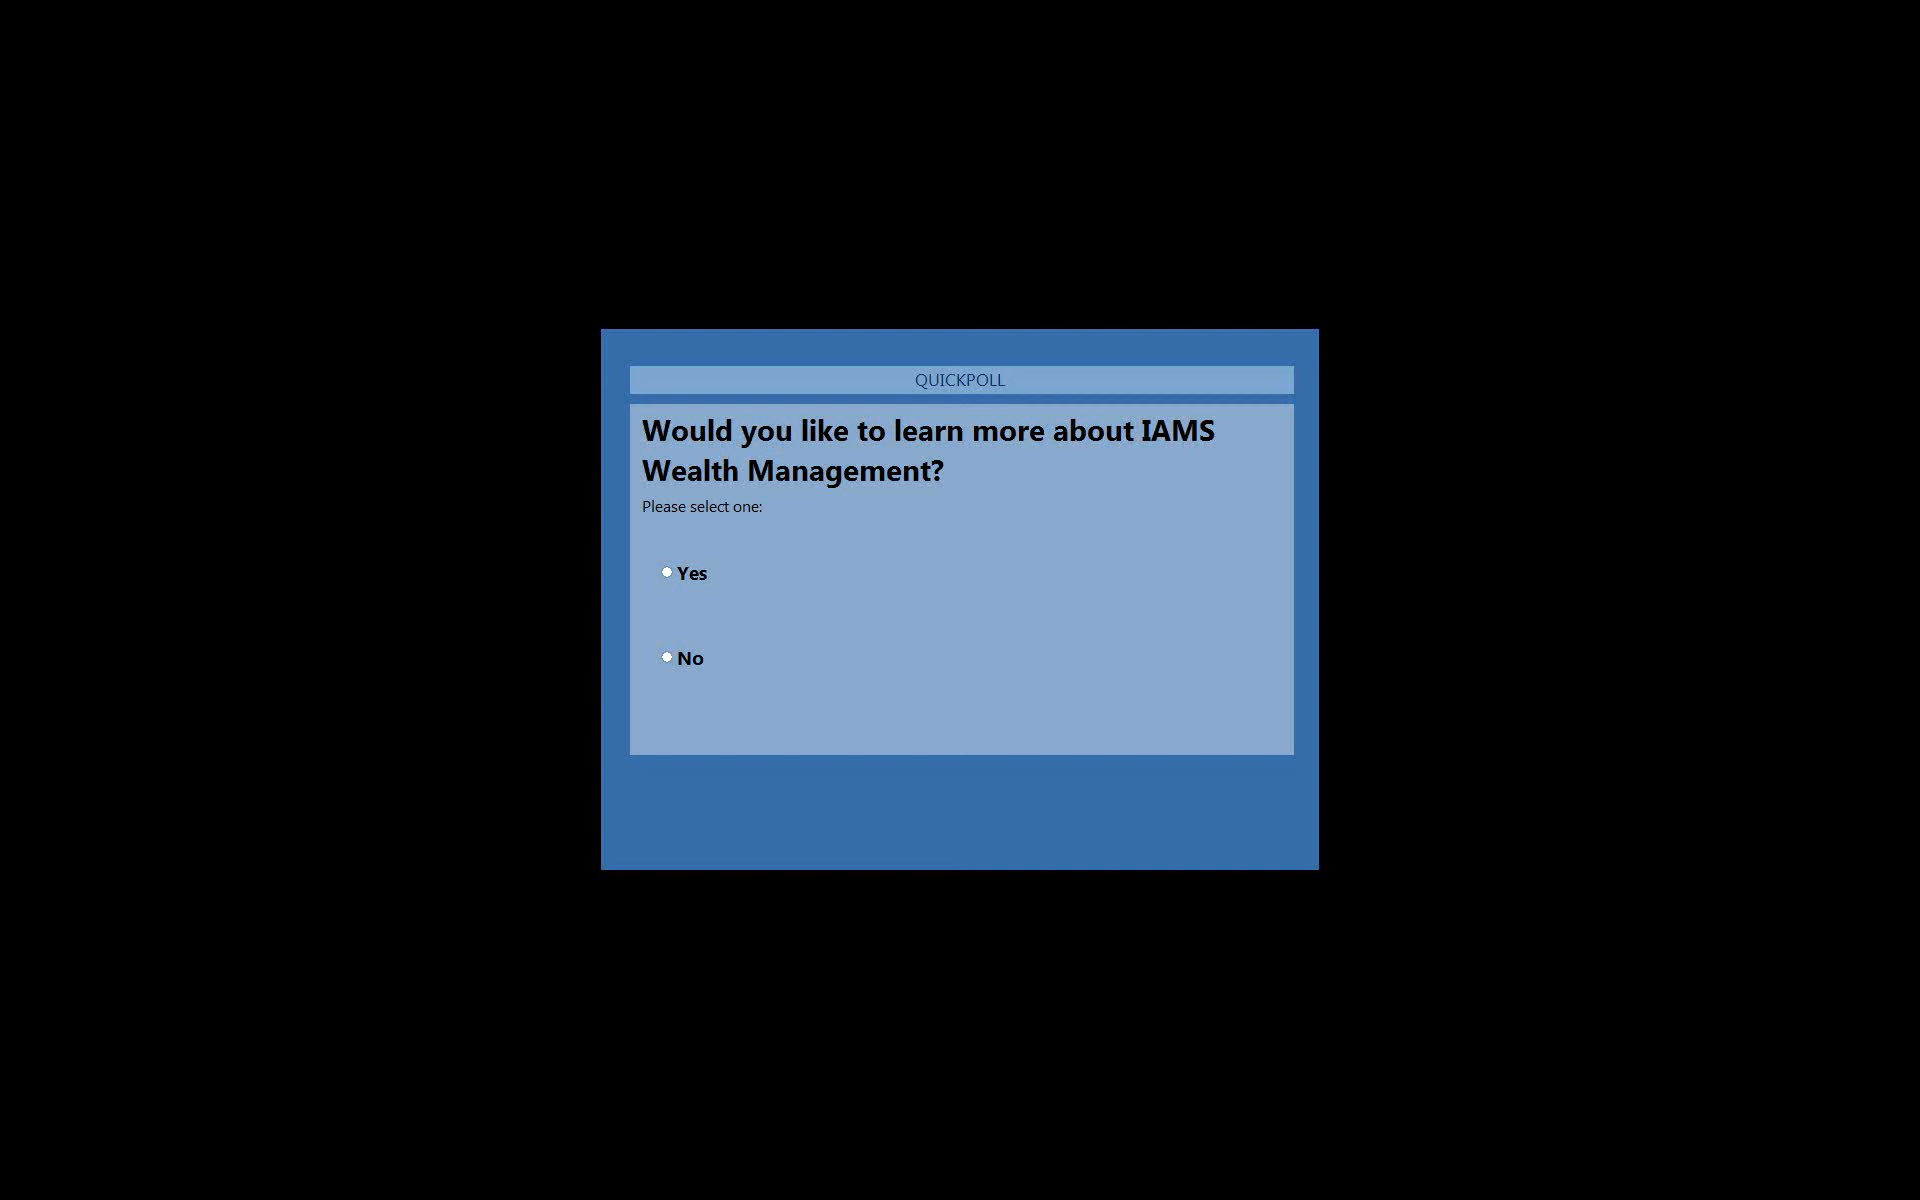 QUICKPOLL
Would you like to learn more about IAMS
Wealth Management?
Please select one:
Yes
No